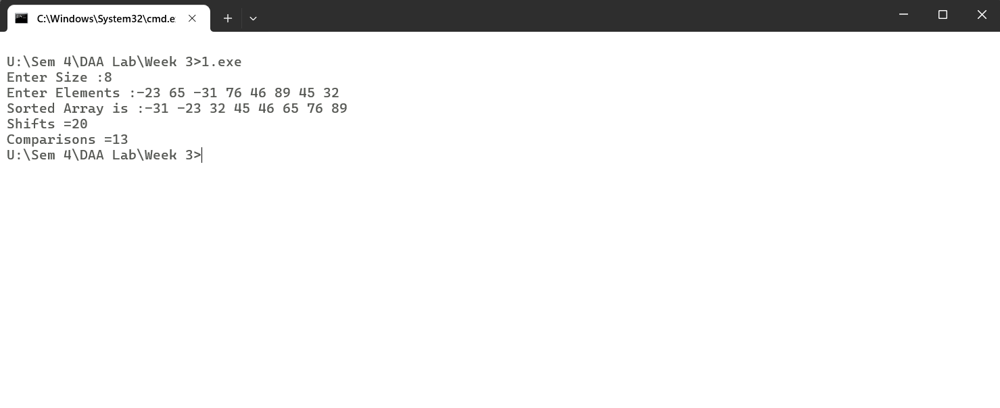 C:\Windows\System32\cmd.e
U:\Sem 4\DAA Lab\Week 3>1.exe
Enter Size :8
Enter Elements :-23 65 -31 76 46 89 45 32
Sorted Array is :-31 -23 32 45 46 65 76 89
Shifts =20
Comparisons =13
U:\Sem 4\DAA Lab\Week 3>